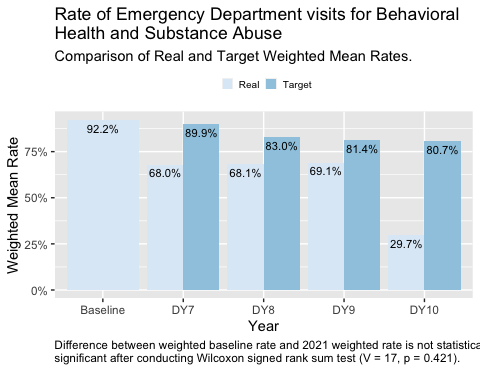 Rate of Emergency Department visits for Behavioral
Health and Substance Abuse
Comparison of Real and Target Weighted Mean Rates.
Real Target
Weighted Mean Rate
75%
50%
25%
0%
92.2%
68.0%
89.9%
68.1%
83.0%
69.1%
81.4%
29.7%
80.7%
Baseline DY7 DY8 DY9 DY10
Year
Difference between weighted baseline rate and 2021 weighted rate is not statistica
significant after conducting Wilcoxon signed rank sum test (V = 17, p = 0.421).